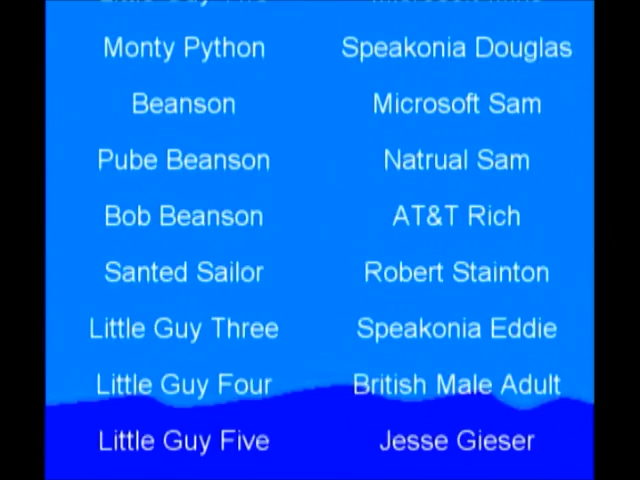 Monty Python Speakonia Douglas
Beanson Microsoft Sam
Pube Beanson Natrual Sam
Bob Beanson AT&T Rich
Santed Sailor Robert Stainton
Little Guy Three Speakonia Eddie
Little Guy Four British Male Adult
Little Guy Five Jesse Gieser